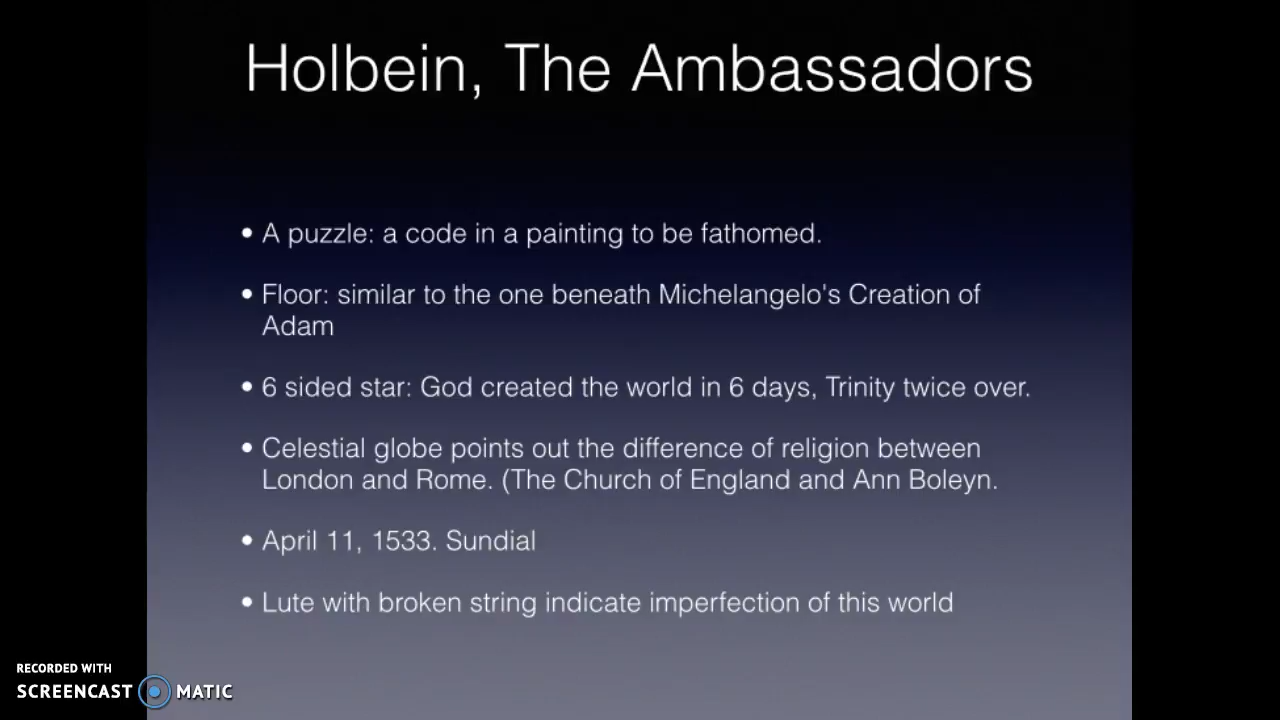 Holbein, The Ambassadors
• A puzzle: a code in a painting to be fathomed.
• Floor: similar to the one beneath Michelangelo's Creation of
Adam
• 6 sided star: God created the world in 6 days, Trinity twice over.
• Celestial globe points out the difference of religion between
London and Rome. (The Church of England and Ann Boleyn.
• April 11, 1533. Sundial
• Lute with broken string indicate imperfection of this world
RECORDED WITH
SCREENCAST MATIC